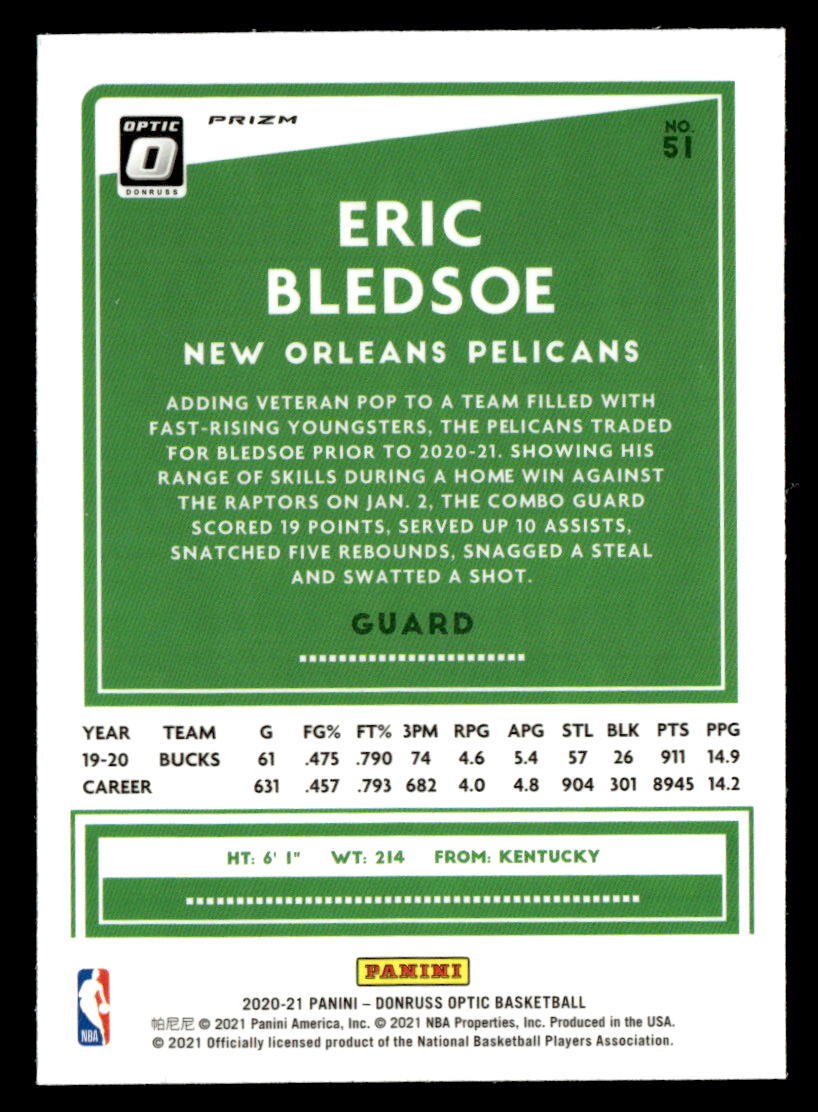 OPTIC
O
DONRUSS
PRIZM
NO.
51
ERIC
BLEDSOE
NEW ORLEANS PELICANS
ADDING VETERAN POP TO A TEAM FILLED WITH
FAST-RISING YOUNGSTERS, THE PELICANS TRADED
FOR BLEDSOE PRIOR TO 2020-21. SHOWING HIS
RANGE OF SKILLS DURING A HOME WIN AGAINST
THE RAPTORS ON JAN. 2, THE COMBO GUARD
SCORED 19 POINTS, SERVED UP 10 ASSISTS,
SNATCHED FIVE REBOUNDS, SNAGGED A STEAL
AND SWATTED A SHOT.
GUARD
YEAR TEAM G FG% FT% 3PM RPG APG STL BLK PTS PPG
19-20 BUCKS 61 .475 .790 74 4.6 5.4 57 26 911 14.9
CAREER 631 .457 .793 682 4.0 4.8 904 301 8945 14.2
HT: 6' 1" WT: 214 FROM: KENTUCKY
PANINI
NBA
2020-21 PANINI – DONRUSS OPTIC BASKETBALL
帕尼尼 © 2021 Panini America, Inc. © 2021 NBA Properties, Inc. Produced in the USA.
© 2021 Officially licensed product of the National Basketball Players Association.